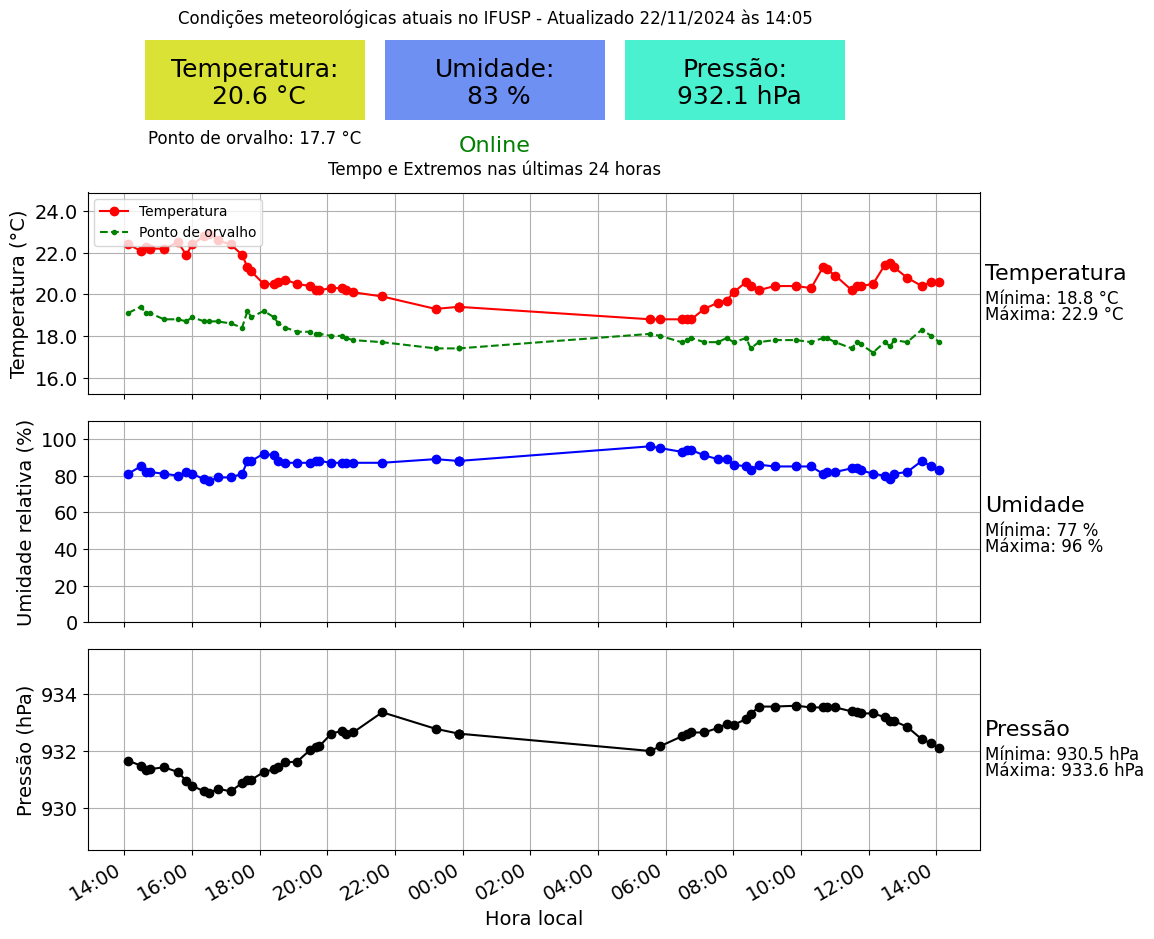 Condições meteorológicas atuais no IFUSP - Atualizado 22/11/2024 às 14:05
Temperatura:
20.6 °C
Umidade:
83 %
Pressão:
932.1 hPa
Ponto de orvalho: 17.7 °C
Online
Tempo e Extremos nas últimas 24 horas
Temperatura (°C)
24.0
22.0
20.0
18.0
16.0
Temperatura
Ponto de orvalho
Temperatura
Mínima: 18.8 °C
Máxima: 22.9 °C
Umidade relativa (%)
100
80
60
40
20
0
Umidade
Mínima: 77 %
Máxima: 96 %
Pressão (hPa)
934
932
930
Pressão
Mínima: 930.5 hPa
Máxima: 933.6 hPa
14:00 16:00 18:00 20:00 22:00 00:00 02:00 04:00 06:00 08:00 10:00 12:00 14:00
Hora local